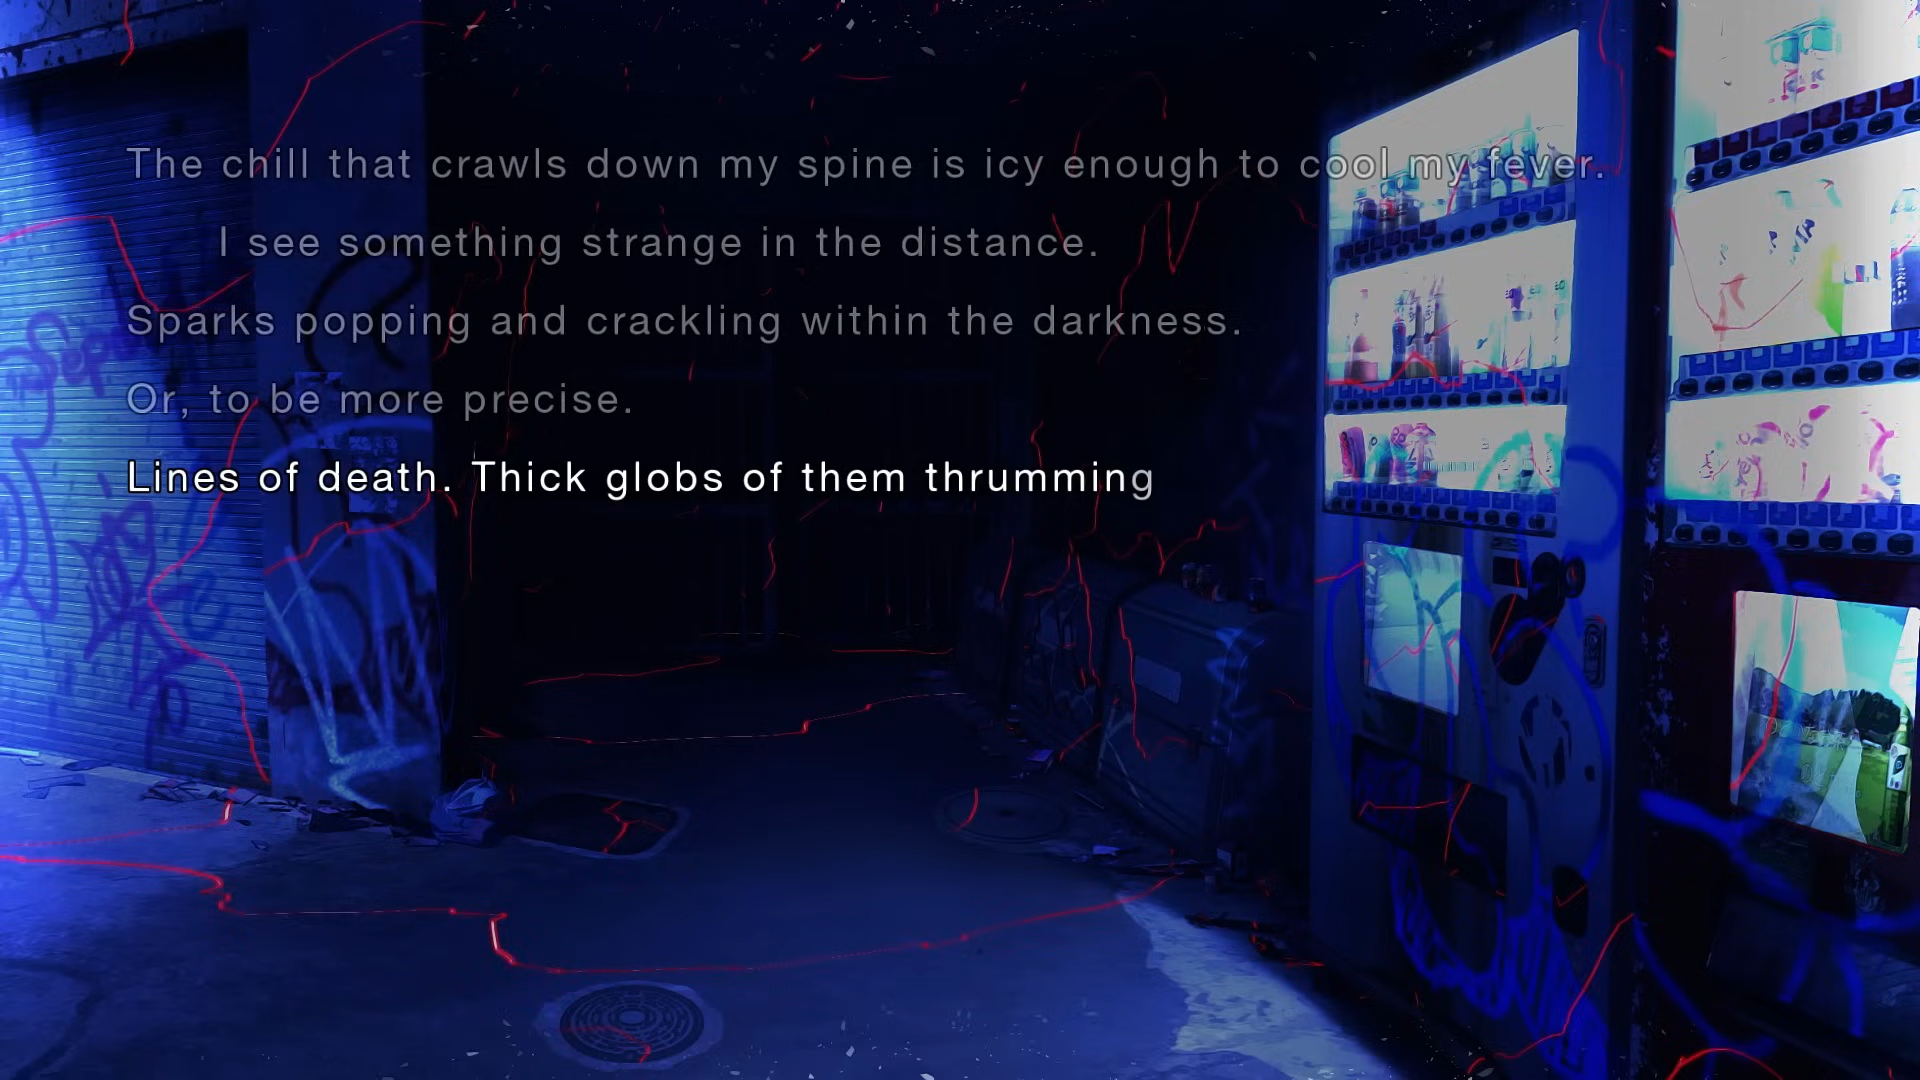 The chill that crawls down my spine is icy enough to cool my fever.
I see something strange in the distance.
Sparks popping and crackling within the darkness.
Or, to be more precise.
Lines of death. Thick globs of them thrumming